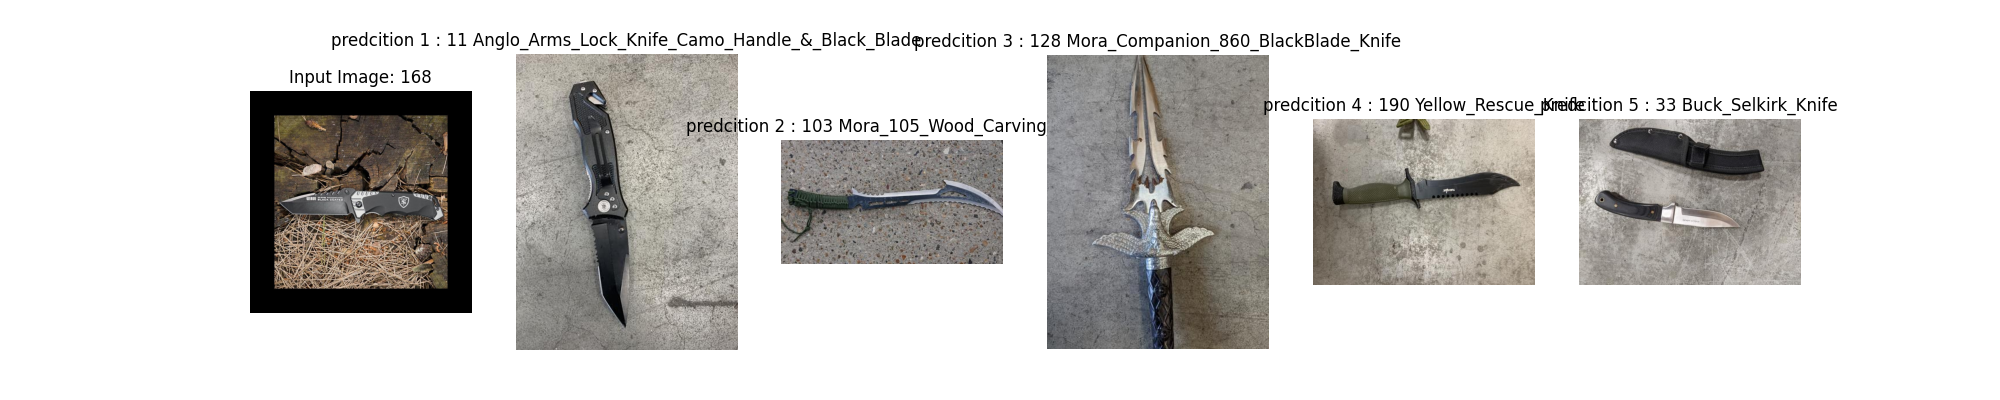 Input Image: 168
predcition 1 : 11 Anglo_Arms_Lock_Knife_Camo_Handle_&_Black_Blade
predcition 2 : 103 Mora_105_Wood_Carving
predcition 3 : 128 Mora_Companion_860_BlackBlade_Knife
predcition 4 : 190 Yellow_Rescue_Knife
predcition 5 : 33 Buck_Selkirk_Knife